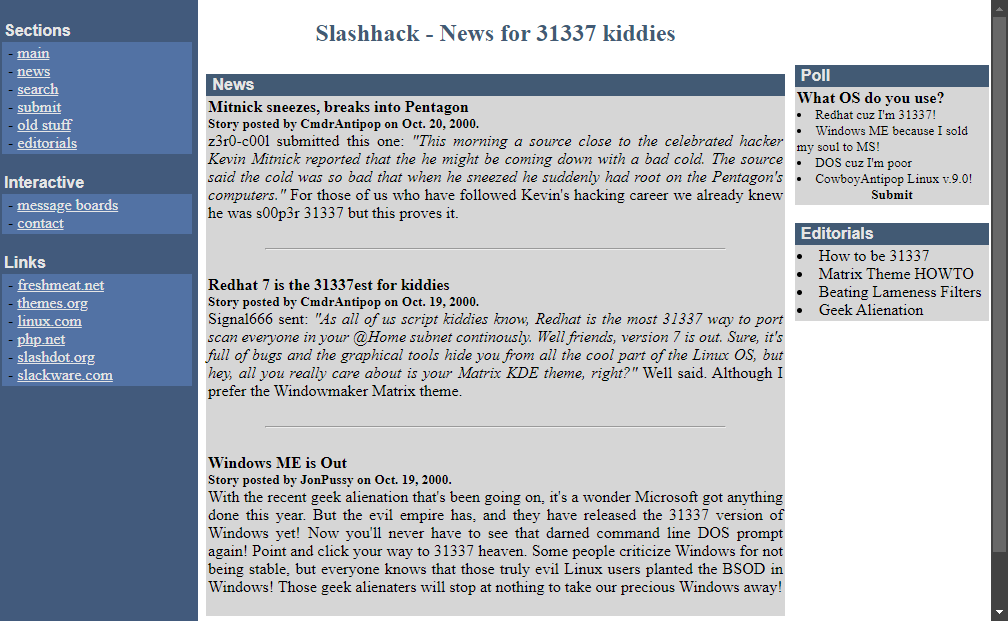 Slashhack - News for 31337 kiddies
Sections
- main
- news
- search
- submit
- old stuff
- editorials
Interactive
- message boards
- contact
Links
- freshmeat.net
- themes.org
- linux.com
- php.net
- slashdot.org
- slackware.com
News
Mitnick sneezes, breaks into Pentagon
Story posted by CmdrAntipop on Oct. 20, 2000.
z3r0-c00l submitted this one: "This morning a source close to the celebrated hacker
Kevin Mitnick reported that the he might be coming down with a bad cold. The source
said the cold was so bad that when he sneezed he suddenly had root on the Pentagon's
computers." For those of us who have followed Kevin's hacking career we already knew
he was s00p3r 31337 but this proves it.
Redhat 7 is the 31337est for kiddies
Story posted by CmdrAntipop on Oct. 19, 2000.
Signal666 sent: "As all of us script kiddies know, Redhat is the most 31337 way to port
scan everyone in your @Home subnet continously. Well friends, version 7 is out. Sure, it's
full of bugs and the graphical tools hide you from all the cool part of the Linux OS, but
hey, all you really care about is your Matrix KDE theme, right?" Well said. Although I
prefer the Windowmaker Matrix theme.
Windows ME is Out
Story posted by JonPussy on Oct. 19, 2000.
With the recent geek alienation that's been going on, it's a wonder Microsoft got anything
done this year. But the evil empire has, and they have released the 31337 version of
Windows yet! Now you'll never have to see that darned command line DOS prompt
again! Point and click your way to 31337 heaven. Some people criticize Windows for not
being stable, but everyone knows that those truly evil Linux users planted the BSOD in
Windows! Those geek alienaters will stop at nothing to take our precious Windows away!
Poll
What OS do you use?
• Redhat cuz I'm 31337!
• Windows ME because I sold
my soul to MS!
• DOS cuz I'm poor
• CowboyAntipop Linux v.9.0!
Submit
Editorials
• How to be 31337
• Matrix Theme HOWTO
• Beating Lameness Filters
• Geek Alienation